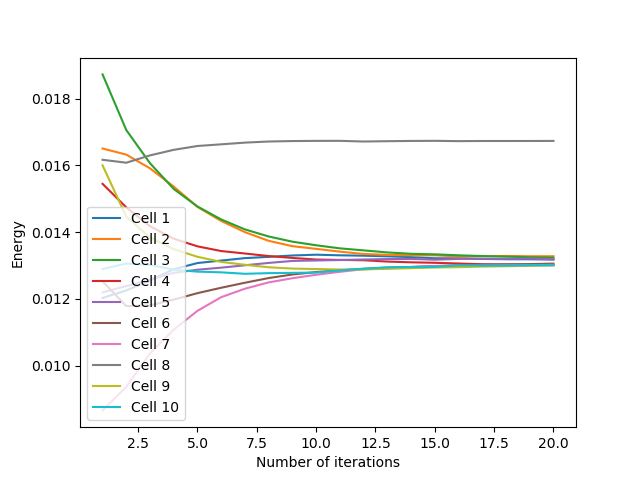 0.018
0.016
0.014
0.012
0.010
Energy
Cell 1
Cell 2
Cell 3
Cell 4
Cell 5
Cell 6
Cell 7
Cell 8
Cell 9
Cell 10
2.5 5.0 7.5 10.0 12.5 15.0 17.5 20.0
Number of iterations